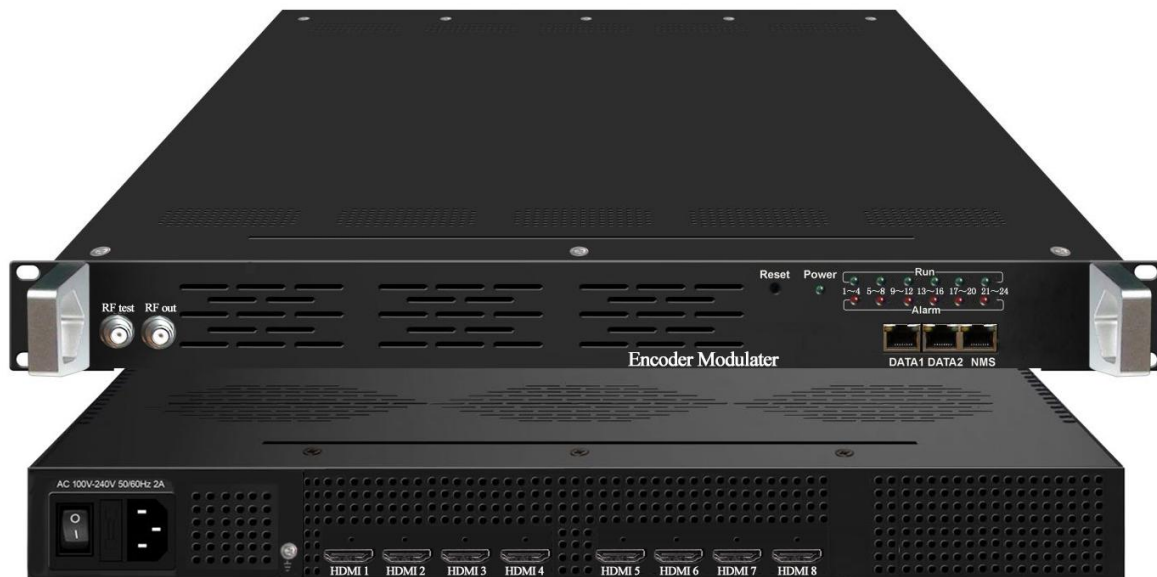 Reset
Power
Run
1~4 5~8 9~12 13~16 17~20 21~24
Alarm
RF test
RF out
Encoder Modulater
DATA1 DATA2 NMS
AC 100V-240V 50/60Hz 2A
O
I
HDMI 1
HDMI 2
HDMI 3
HDMI 4
HDMI 5
HDMI 6
HDMI 7
HDMI 8